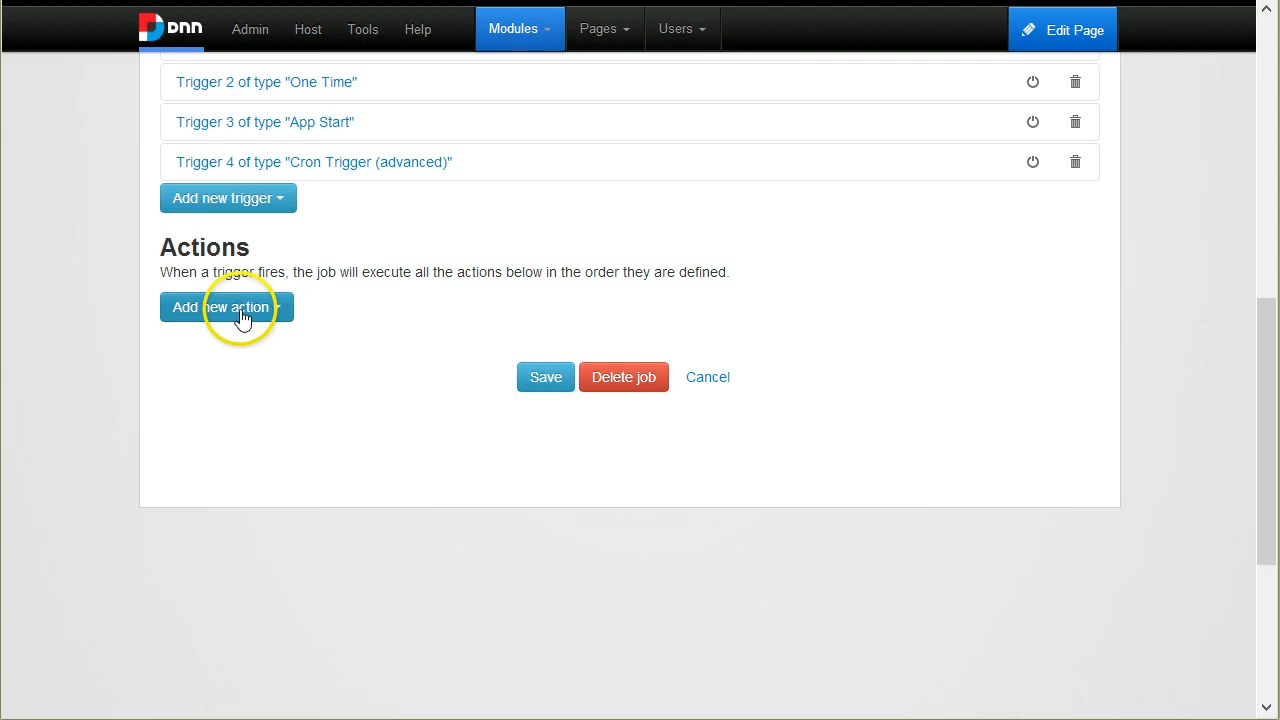 DNN Admin Host Tools Help Modules Pages Users Edit Page
Trigger 2 of type "One Time"
Trigger 3 of type "App Start"
Trigger 4 of type "Cron Trigger (advanced)"
Add new trigger
Actions
When a trigger fires, the job will execute all the actions below in the order they are defined.
Add new action
Save Delete job Cancel